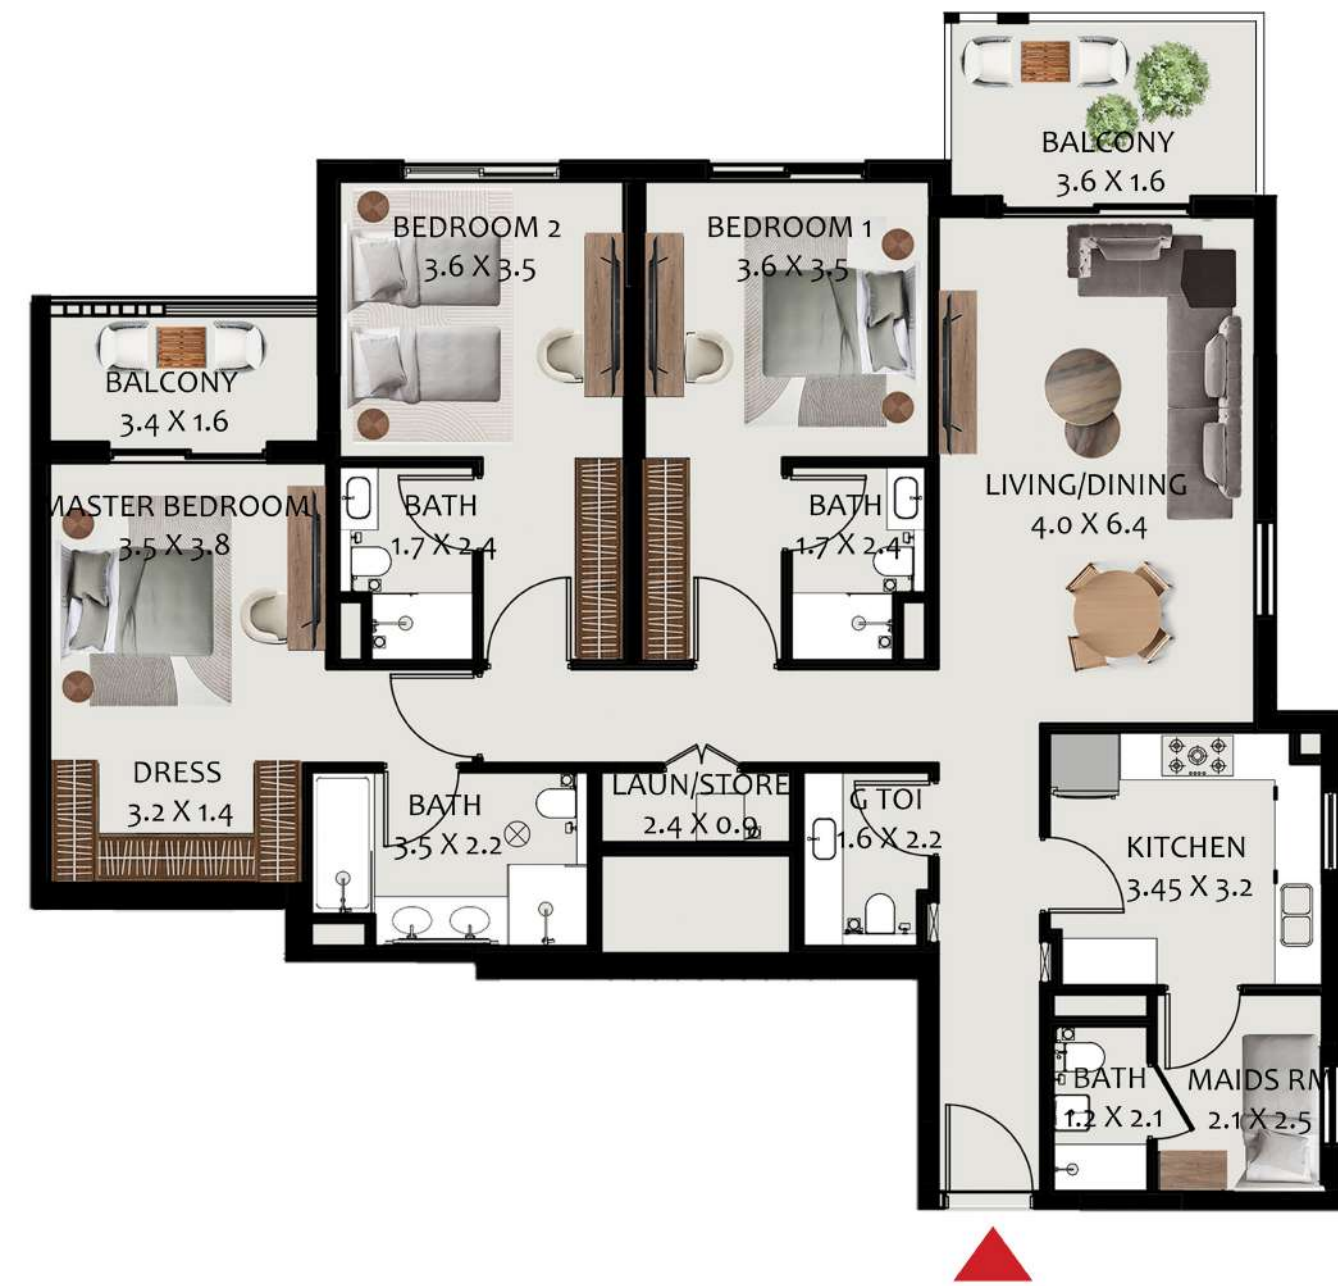 BALCONY
3.6 X 1.6
BEDROOM 2
3.6 X 3.5
BEDROOM 1
3.6 X 3.5
BALCONY
3.4 X 1.6
LIVING/DINING
4.0 X 6.4
MASTER BEDROOM
3.5 X 3.8
BATH
1.7 X 2.4
BATH
1.7 X 2.4
DRESS
3.2 X 1.4
BATH
3.5 X 2.2
LAUN/STORE
2.4 X 0.9
G TOI
1.6 X 2.2
KITCHEN
3.45 X 3.2
BATH
1.2 X 2.1
MAIDS RM
2.1 X 2.5